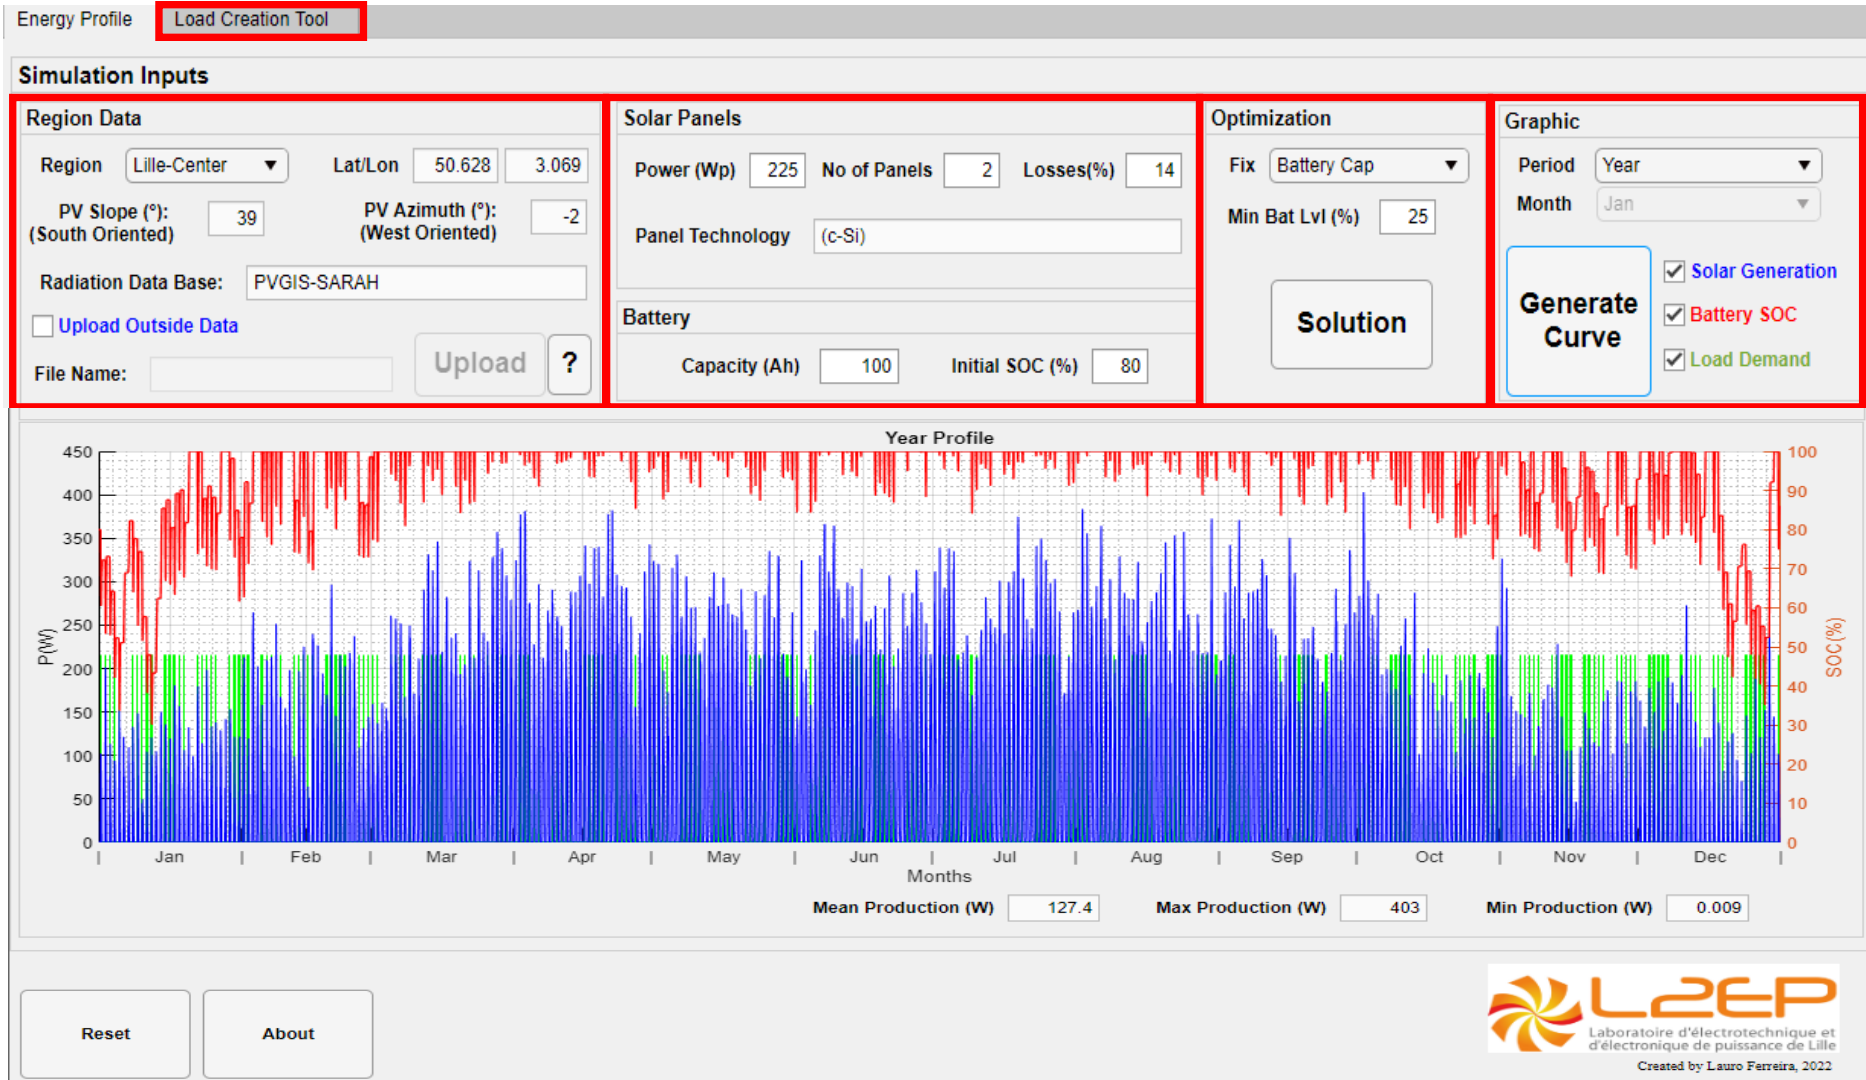 Energy Profile Load Creation Tool
Simulation Inputs
Region Data
Region Lille-Center ▼ Lat/Lon 50.628 3.069
PV Slope (°): 39 PV Azimuth (°): -2
(South Oriented) (West Oriented)
Radiation Data Base: PVGIS-SARAH
Upload Outside Data
File Name: Upload ?
Solar Panels
Power (Wp) 225 No of Panels 2 Losses(%) 14
Panel Technology (c-Si)
Battery
Capacity (Ah) 100 Initial SOC (%) 80
Optimization
Fix Battery Cap ▼
Min Bat Lvl (%) 25
Solution
Graphic
Period Year ▼
Month Jan ▼
Generate
Curve
Solar Generation
Battery SOC
Load Demand
Year Profile
450
400
350
300
250
200
150
100
50
0
P(W)
100
90
80
70
60
50
40
30
20
10
0
SOC(%)
Jan Feb Mar Apr May Jun Jul Aug Sep Oct Nov Dec
Months
Mean Production (W) 127.4 Max Production (W) 403 Min Production (W) 0.009
Reset About
L2EP
Laboratoire d'électrotechnique et
d'électronique de puissance de Lille
Created by Lauro Ferreira, 2022